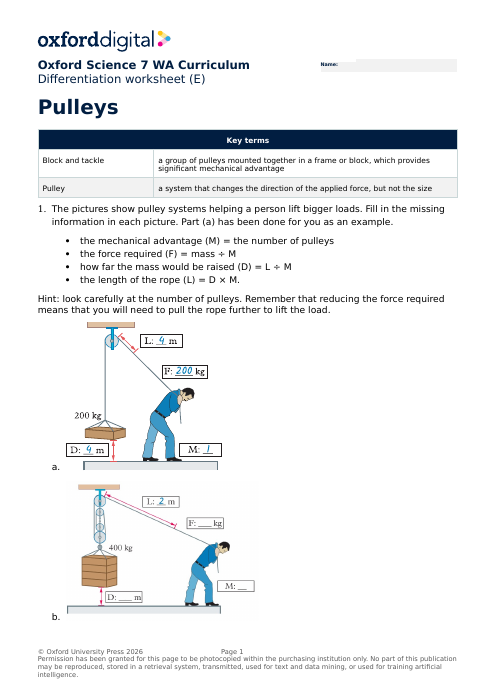 oxforddigital
Oxford Science 7 WA Curriculum
Name:
Differentiation worksheet (E)
Pulleys
Key terms
Block and tackle
a group of pulleys mounted together in a frame or block, which provides
significant mechanical advantage
Pulley
a system that changes the direction of the applied force, but not the size
1. The pictures show pulley systems helping a person lift bigger loads. Fill in the missing
information in each picture. Part (a) has been done for you as an example.
• the mechanical advantage (M) = the number of pulleys
• the force required (F) = mass ÷ M
• how far the mass would be raised (D) = L ÷ M
• the length of the rope (L) = D × M.
Hint: look carefully at the number of pulleys. Remember that reducing the force required
means that you will need to pull the rope further to lift the load.
L: 4 m
F: 200 kg
200 kg
D: 4 m
M: 1
a.
L: 2 m
F: ___ kg
400 kg
M: __
D: ___ m
b.
© Oxford University Press 2026
Page 1
Permission has been granted for this page to be photocopied within the purchasing institution only. No part of this publication
may be reproduced, stored in a retrieval system, transmitted, used for text and data mining, or used for training artificial
intelligence.